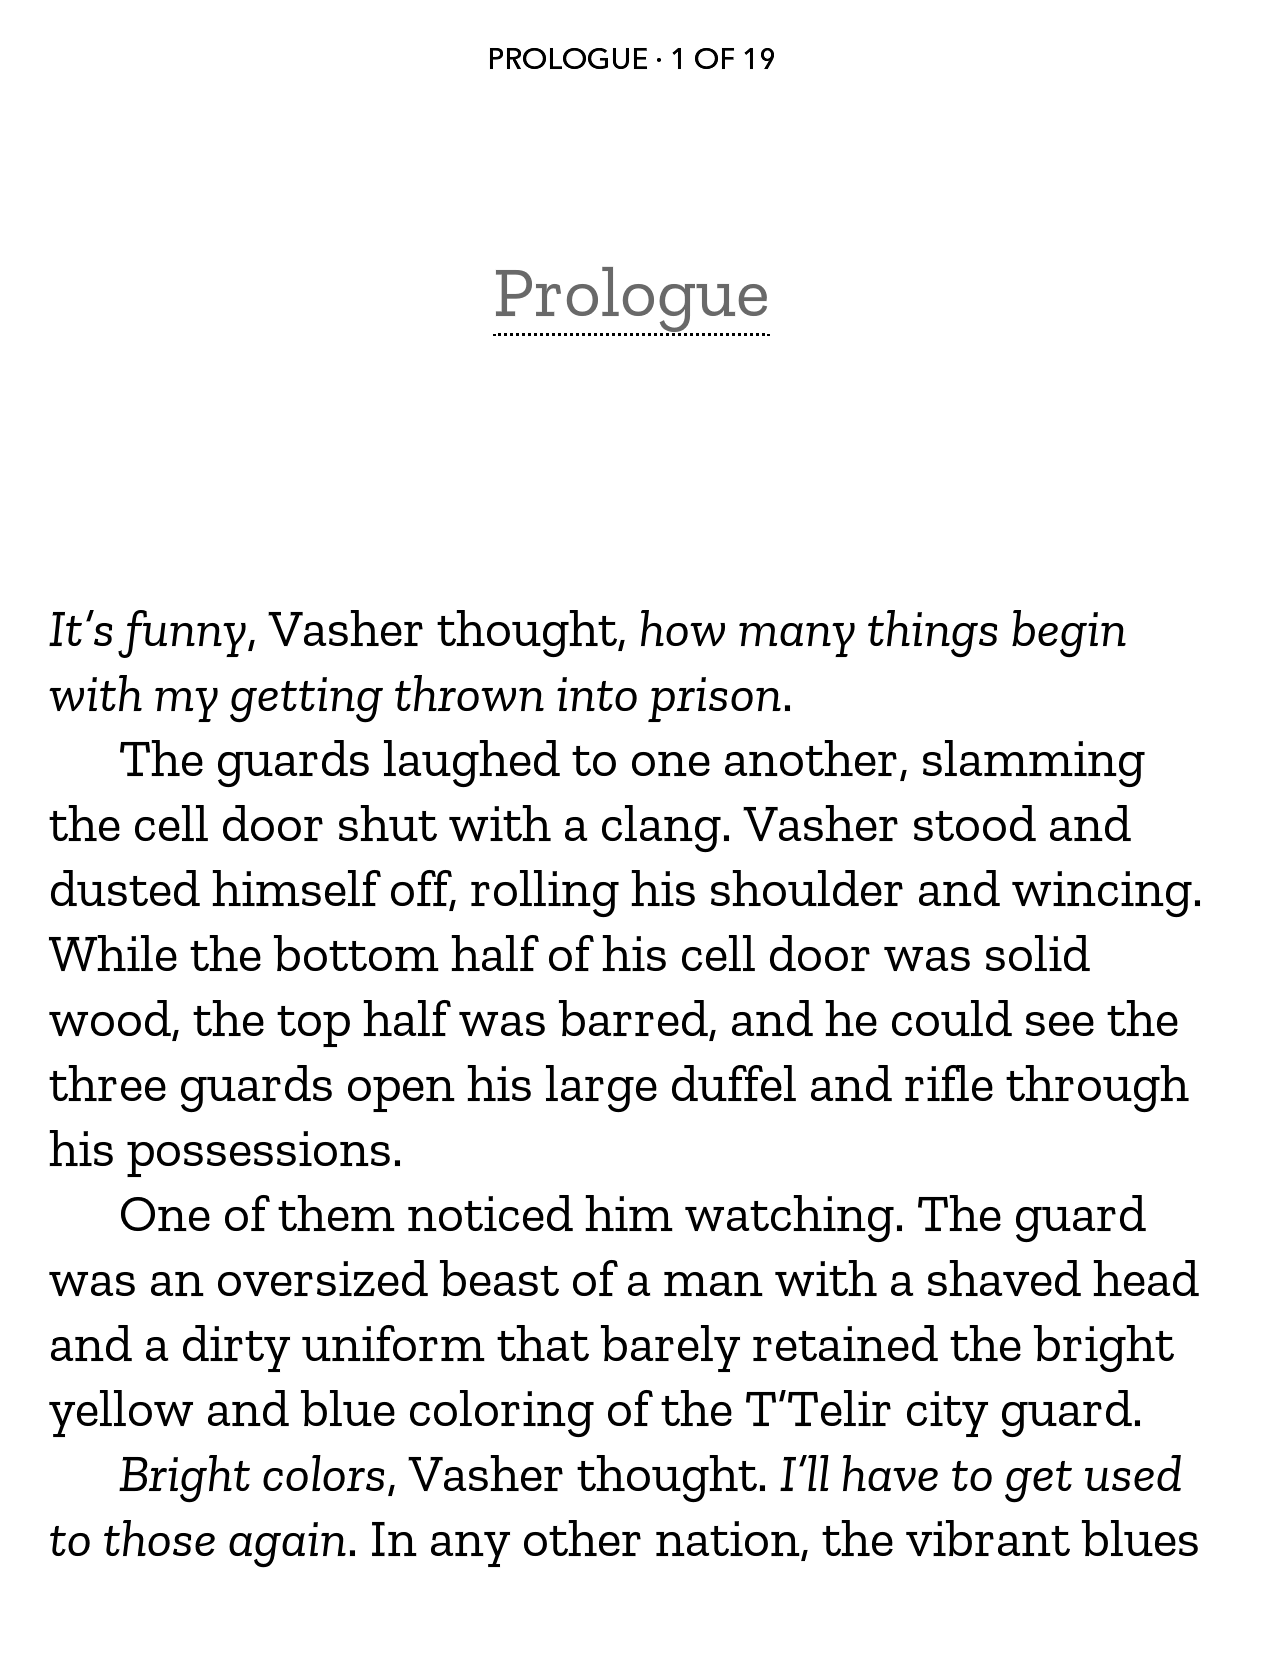 PROLOGUE · 1 OF 19
Prologue
It’s funny, Vasher thought, how many things begin
with my getting thrown into prison.
The guards laughed to one another, slamming
the cell door shut with a clang. Vasher stood and
dusted himself off, rolling his shoulder and wincing.
While the bottom half of his cell door was solid
wood, the top half was barred, and he could see the
three guards open his large duffel and rifle through
his possessions.
One of them noticed him watching. The guard
was an oversized beast of a man with a shaved head
and a dirty uniform that barely retained the bright
yellow and blue coloring of the T’Telir city guard.
Bright colors, Vasher thought. I’ll have to get used
to those again. In any other nation, the vibrant blues